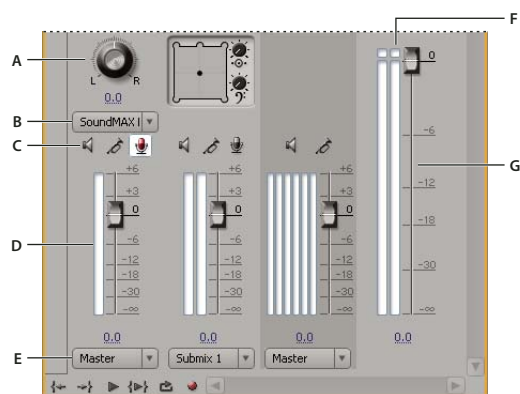 F
A
L R
0
0.0
B
SoundMAX I
C
+6 +6 +6
-6
G
+3 +3 +3
-12
0 0 0
D
-18
-6 -6 -6
-12 -12 -12
-18 -18 -18
-30
-30 -30 -30
-∞ -∞ -∞ -∞
0.0 0.0 0.0 0.0
E
Master Submix 1 Master